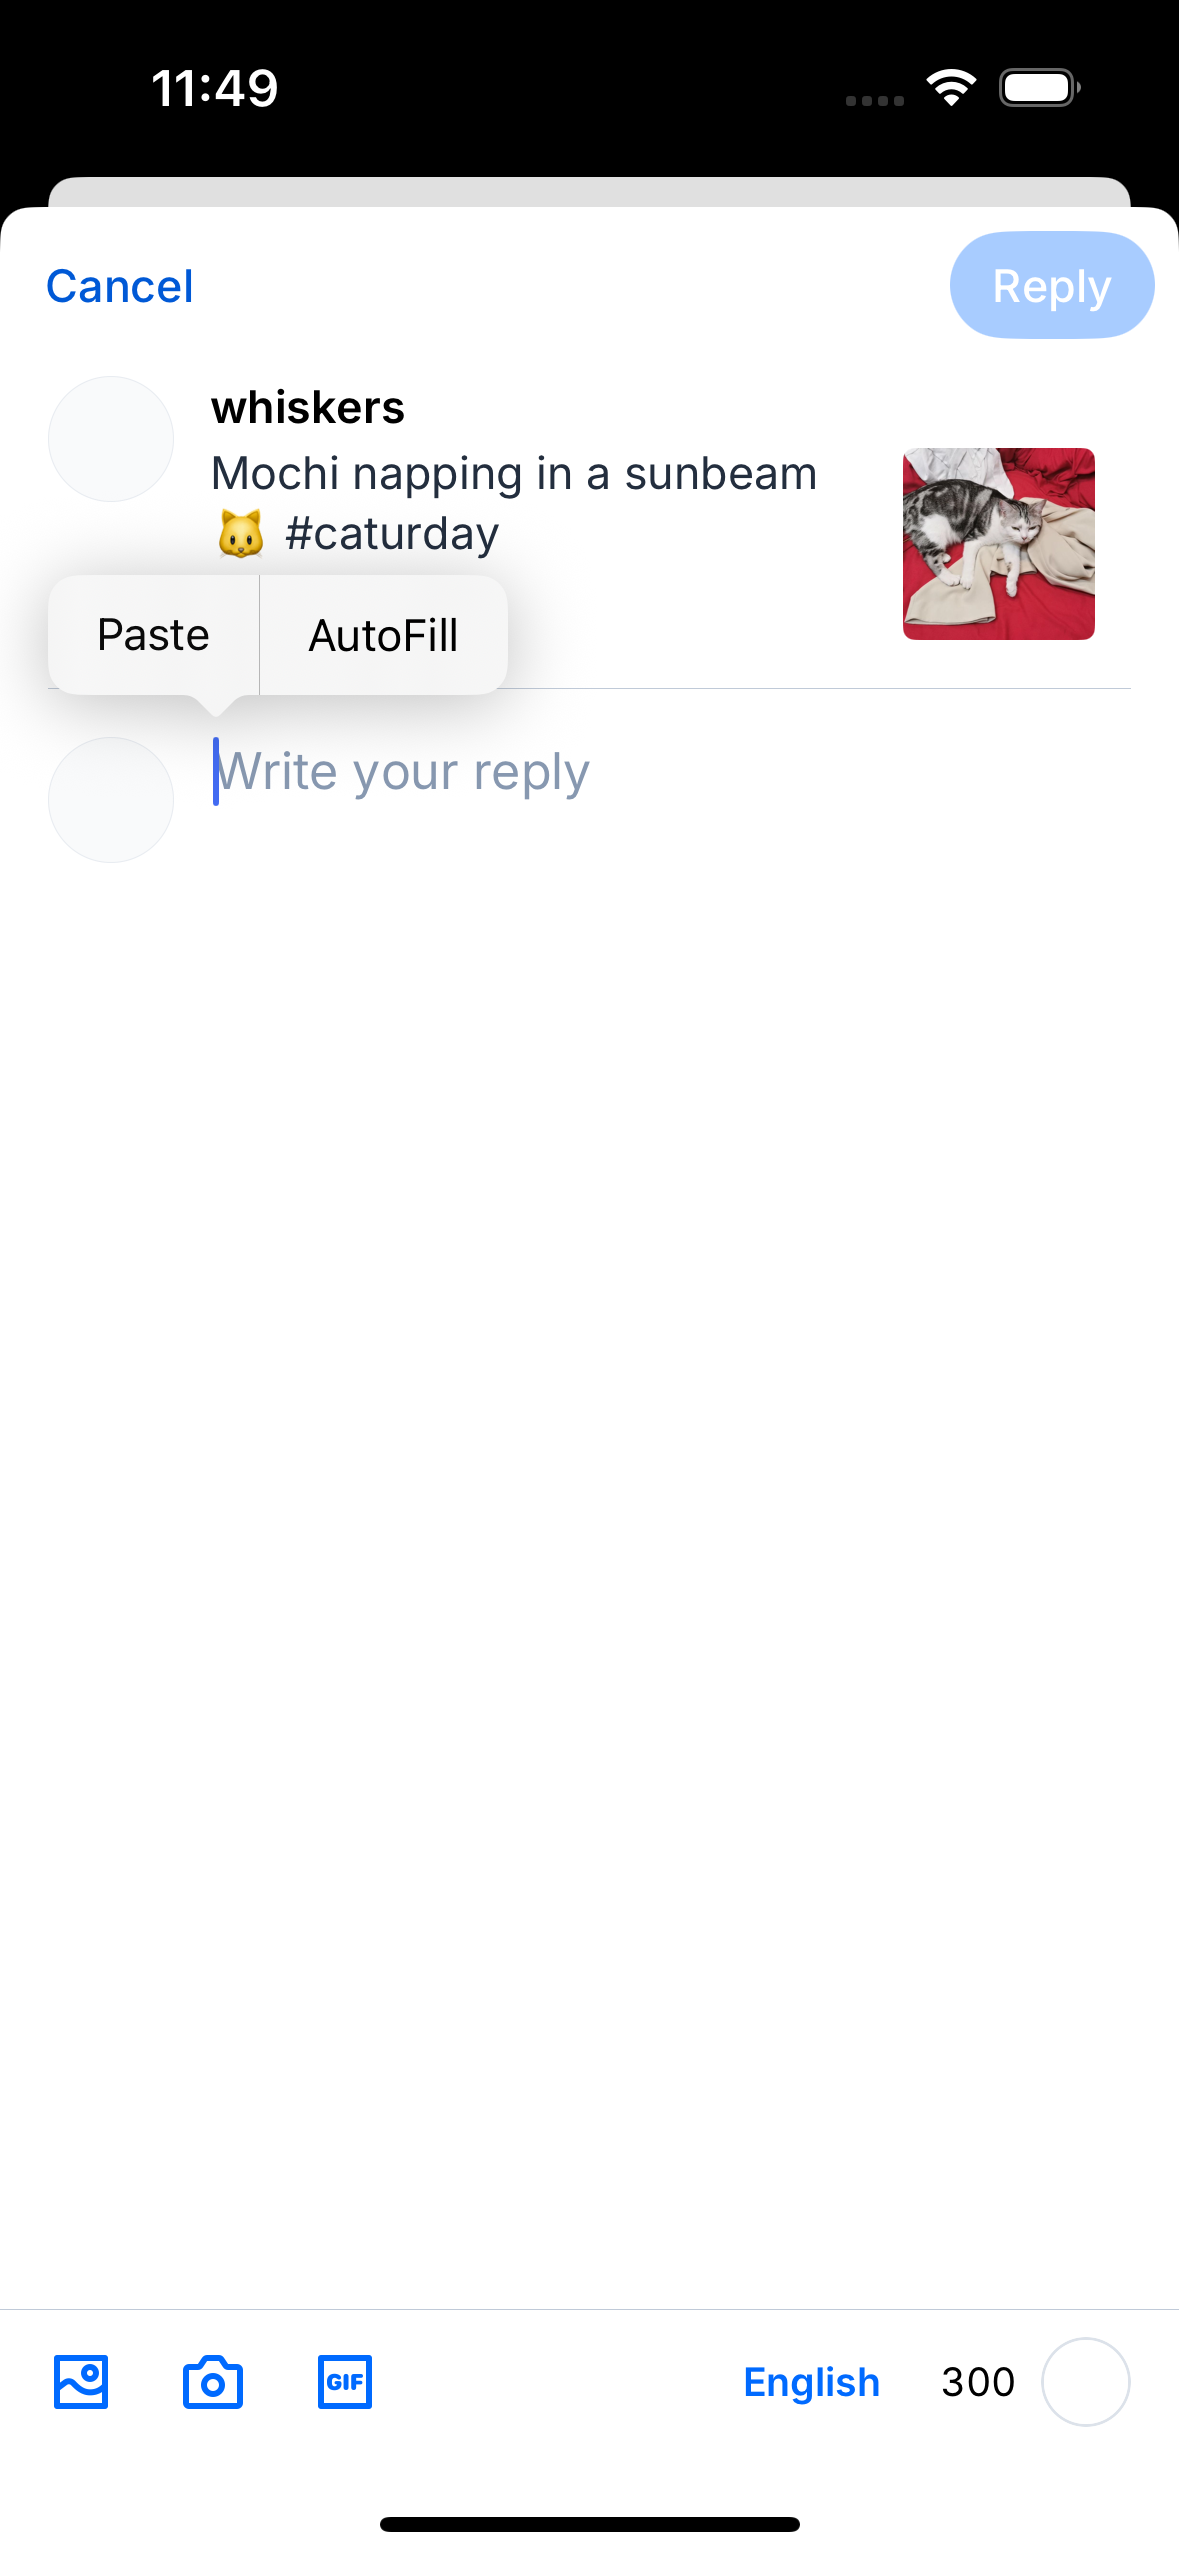 11:49
Cancel
Reply
whiskers
Mochi napping in a sunbeam
🐱 #caturday
Paste
AutoFill
Write your reply
GIF
English
300